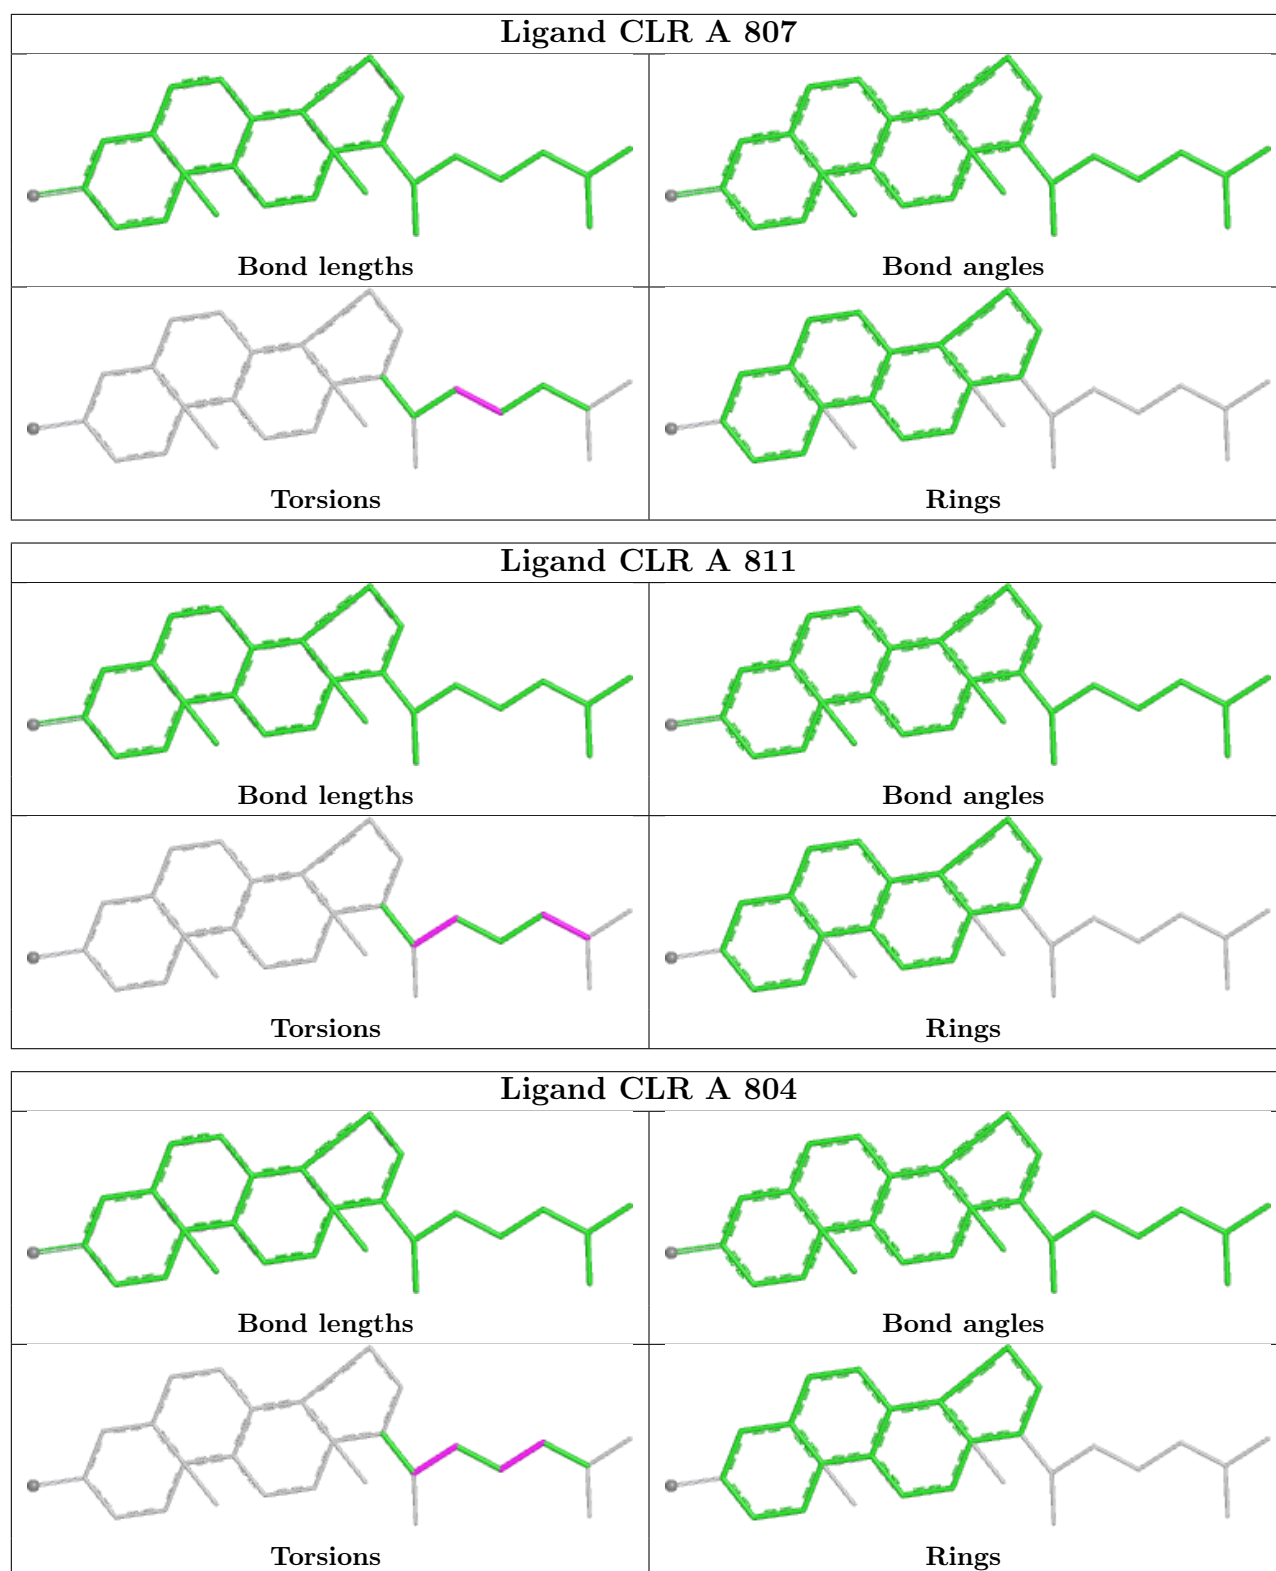 Ligand CLR A 807
Bond lengths
Bond angles
Torsions
Rings
Ligand CLR A 811
Bond lengths
Bond angles
Torsions
Rings
Ligand CLR A 804
Bond lengths
Bond angles
Torsions
Rings